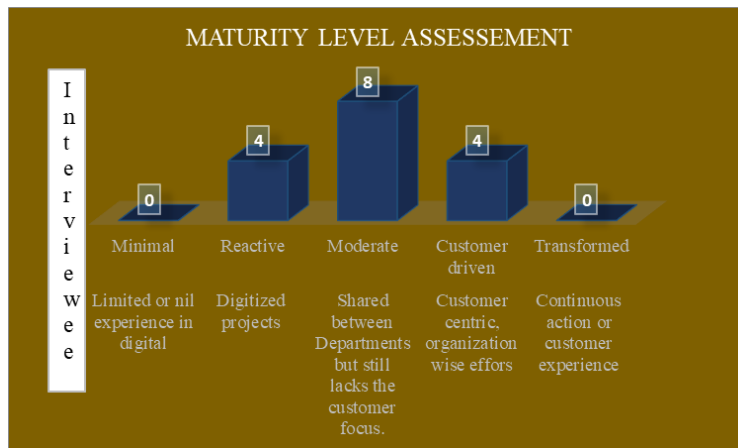 MATURITY LEVEL ASSESSEMENT
Interviewee
0
4
8
4
0
Minimal
Reactive
Moderate
Customer
driven
Transformed
Limited or nil
experience in
digital
Digitized
projects
Shared
between
Departments
but still
lacks the
customer
focus.
Customer
centric,
organization
wise effors
Continuous
action or
customer
experience